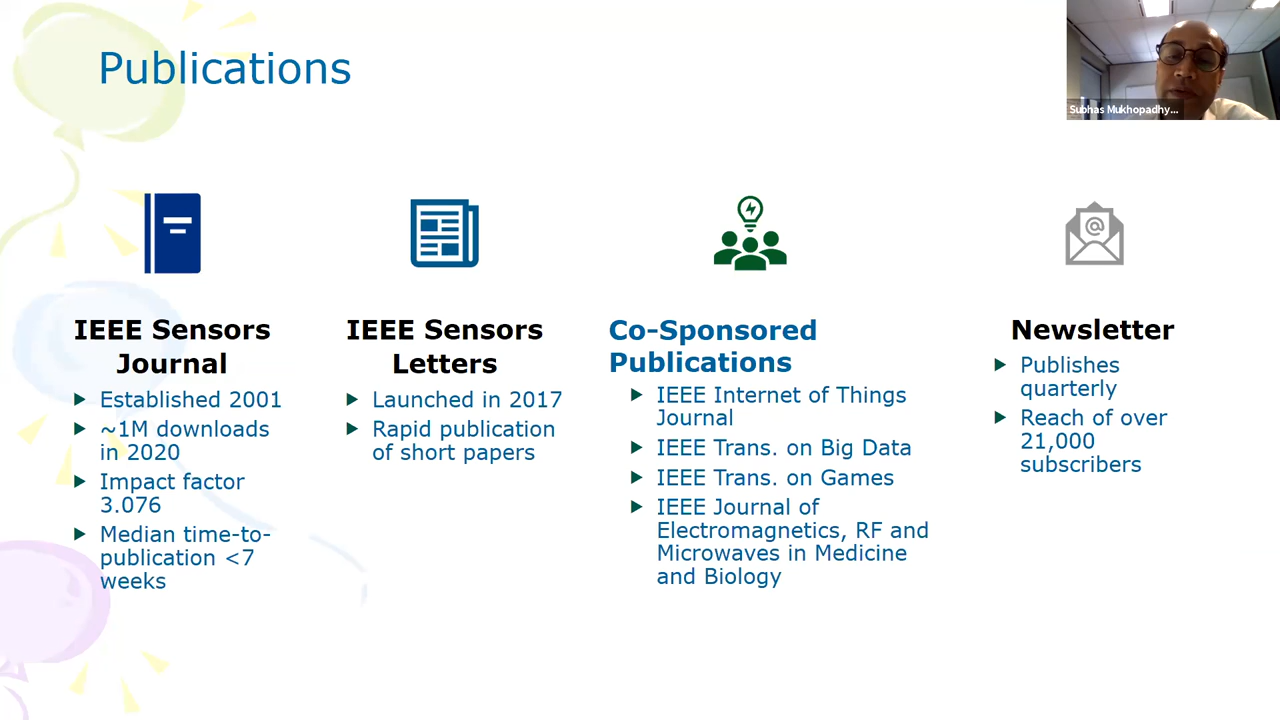 Publications
Subhas Mukhopadhy...
IEEE Sensors
Journal
Established 2001
~1M downloads
in 2020
Impact factor
3.076
Median time-to-
publication <7
weeks
IEEE Sensors
Letters
Launched in 2017
Rapid publication
of short papers
Co-Sponsored
Publications
IEEE Internet of Things
Journal
IEEE Trans. on Big Data
IEEE Trans. on Games
IEEE Journal of
Electromagnetics, RF and
Microwaves in Medicine
and Biology
@
Newsletter
Publishes
quarterly
Reach of over
21,000
subscribers